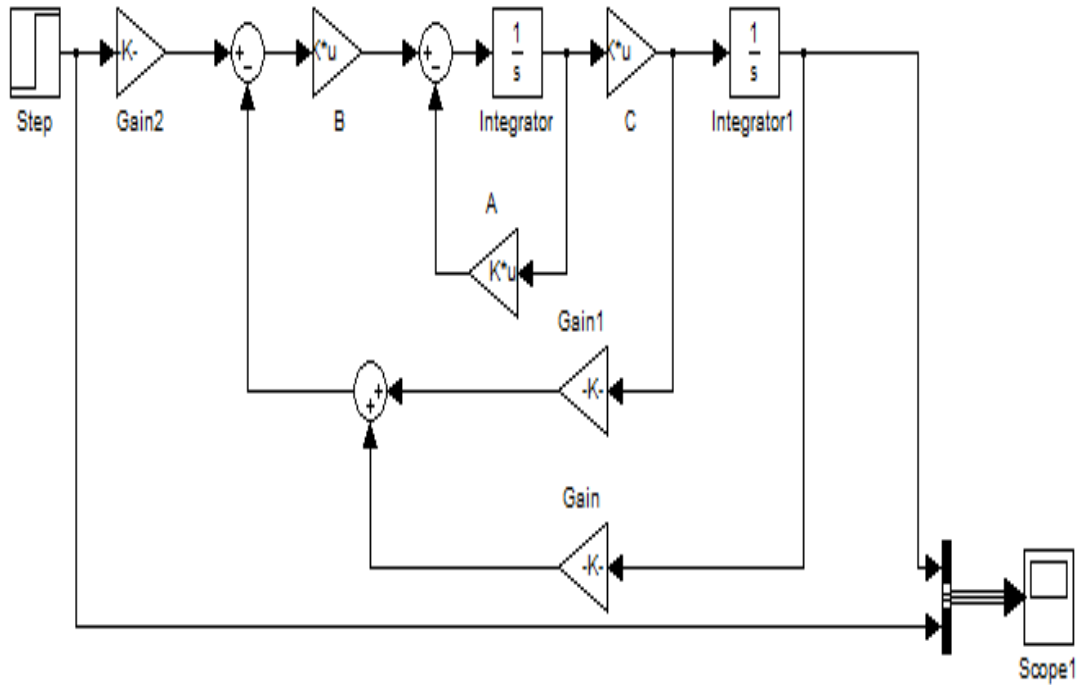 -K-
+
−
K*u
+
−
1
s
K*u
1
s
Step
Gain2
B
Integrator
C
Integrator1
A
K*u
Gain1
+
+
-K-
Gain
-K-
Scope1